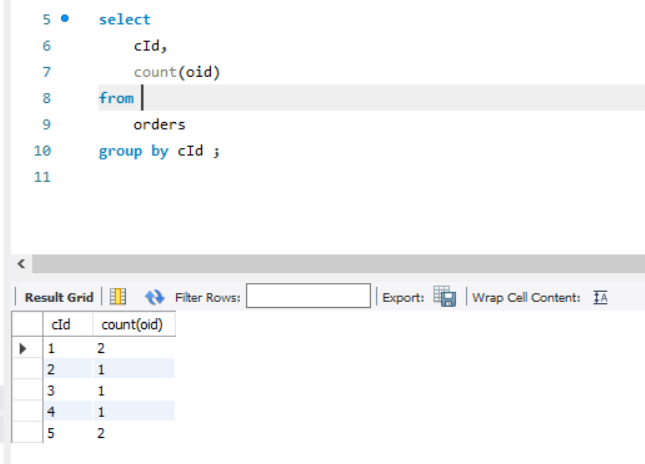 5 select
6 cId,
7 count(oid)
8 from
9 orders
10 group by cId ;
11
Result Grid Filter Rows: Export: Wrap Cell Content: IA
cId count(oid)
1 2
2 1
3 1
4 1
5 2